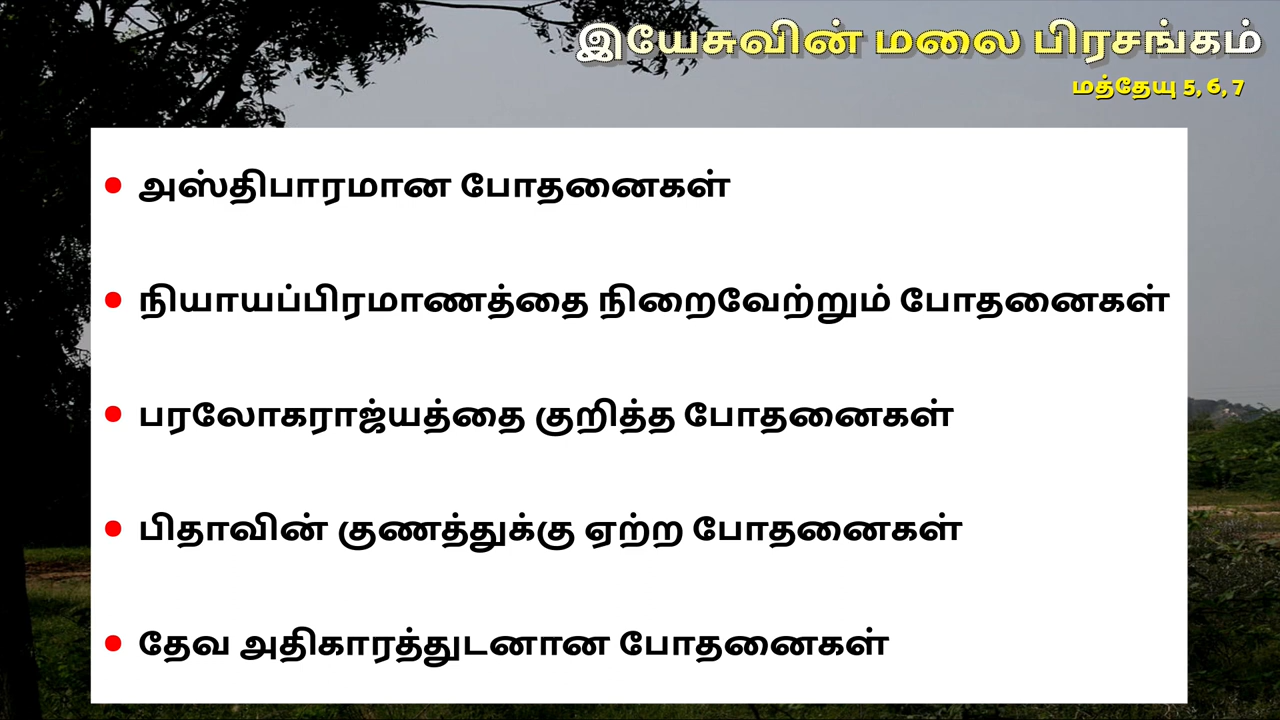 இயேசுவின் மலை பிரசங்கம்
மத்தேயு 5, 6, 7
• அஸ்திபாரமான போதனைகள்
• நியாயப்பிரமாணத்தை நிறைவேற்றும் போதனைகள்
• பரலோகராஜ்யத்தை குறித்த போதனைகள்
• பிதாவின் குணத்துக்கு ஏற்ற போதனைகள்
• தேவ அதிகாரத்துடனான போதனைகள்